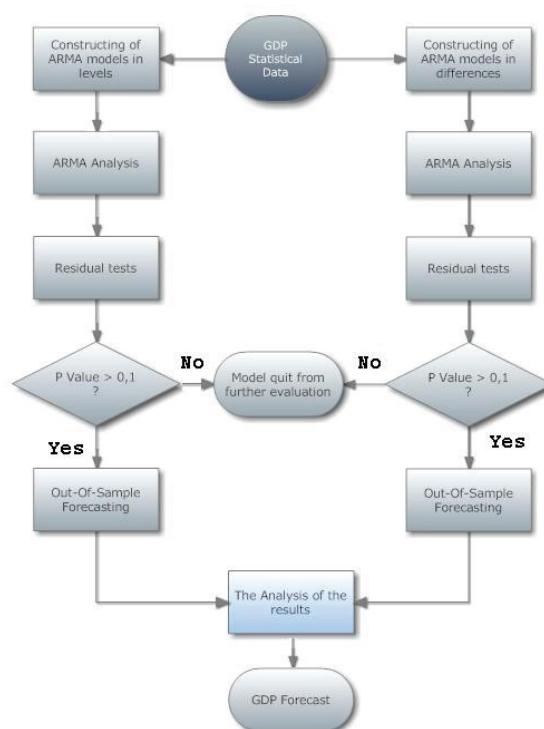 Constructing of
ARMA models in
levels
GDP
Statistical
Data
Constructing of
ARMA models in
differences
ARMA Analysis
ARMA Analysis
Residual tests
Residual tests
P Value > 0,1
?
No
Model quit from
further evaluation
No
P Value > 0,1
?
Yes
Yes
Out-Of-Sample
Forecasting
Out-Of-Sample
Forecasting
The Analysis of the
results
GDP Forecast